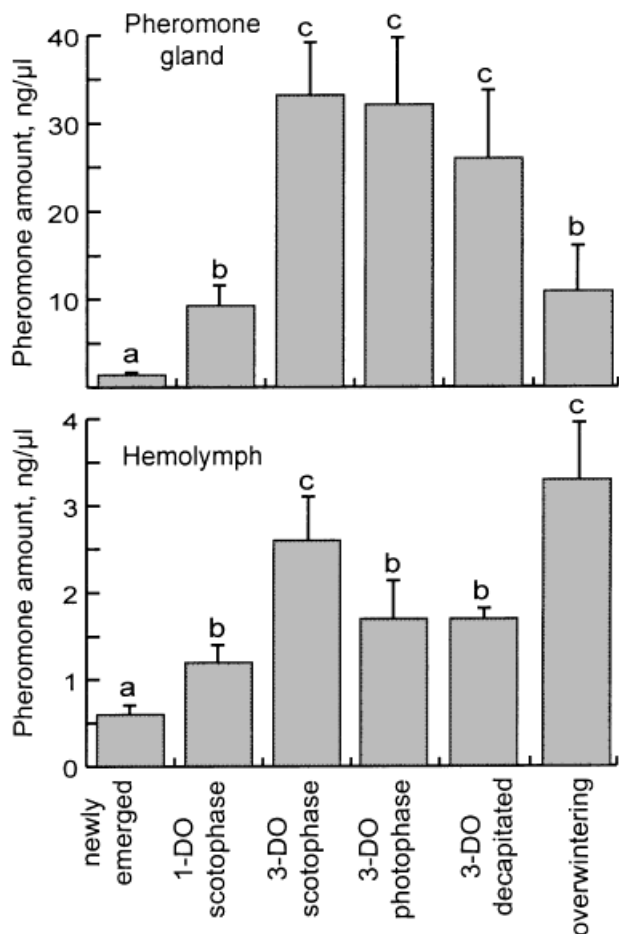 Pheromone
gland
Pheromone amount, ng/µl
40
30
20
10
a
b
c
c
c
b
Hemolymph
Pheromone amount, ng/µl
4
3
2
1
0
a
b
c
b
b
c
newly
emerged
1-DO
scotophase
3-DO
scotophase
3-DO
photophase
3-DO
decapitated
overwintering